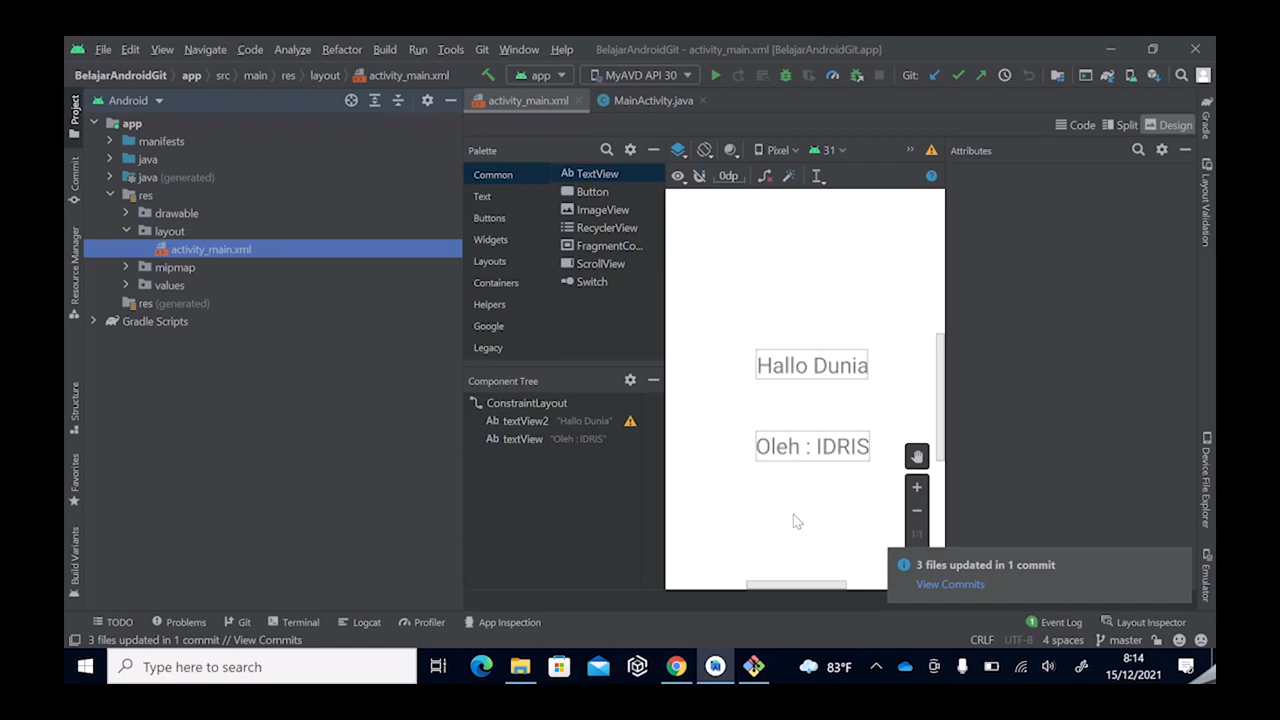 File Edit View Navigate Code Analyze Refactor Build Run Tools Git Window Help BelajarAndroidGit - activity_main.xml [BelajarAndroidGit.app]
BelajarAndroidGit app src main res layout activity_main.xml app MyAVD API 30 Git:
Android activity_main.xml MainActivity.java
Code Split Design
Project
Commit
Resource Manager
Structure
Favorites
Build Variants
app
manifests
java
java (generated)
res
drawable
layout
activity_main.xml
mipmap
values
res (generated)
Gradle Scripts
Palette
Common
Text
Buttons
Widgets
Layouts
Containers
Helpers
Google
Legacy
Ab TextView
Button
ImageView
RecyclerView
FragmentCo...
ScrollView
Switch
Component Tree
ConstraintLayout
Ab textView2 "Hallo Dunia"
Ab textView "Oleh : IDRIS"
Pixel 31
0dp
Hallo Dunia
Oleh : IDRIS
1:1
Attributes
Gradle
Layout Validation
Device File Explorer
Emulator
3 files updated in 1 commit
View Commits
TODO Problems Git Terminal Logcat Profiler App Inspection 1 Event Log Layout Inspector
3 files updated in 1 commit // View Commits CRLF UTF-8 4 spaces master
Type here to search 83°F 8:14
15/12/2021